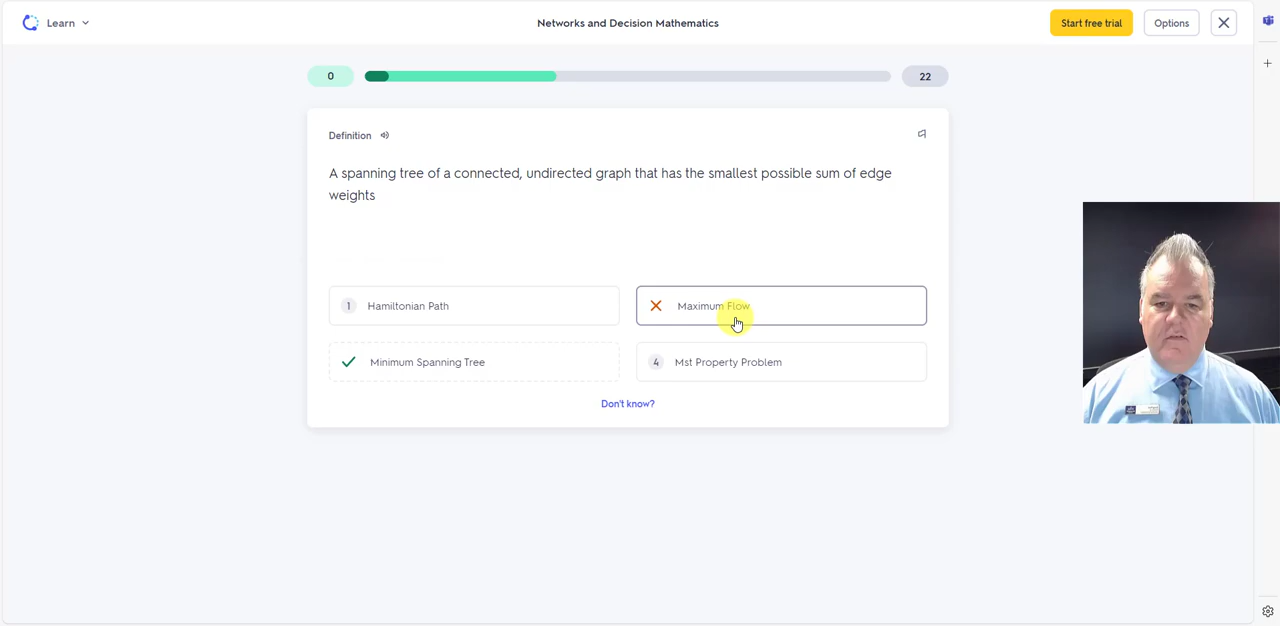 Learn
Networks and Decision Mathematics
Start free trial
Options
0
22
Definition
A spanning tree of a connected, undirected graph that has the smallest possible sum of edge
weights
1 Hamiltonian Path
Maximum Flow
Minimum Spanning Tree
4 Mst Property Problem
Don't know?